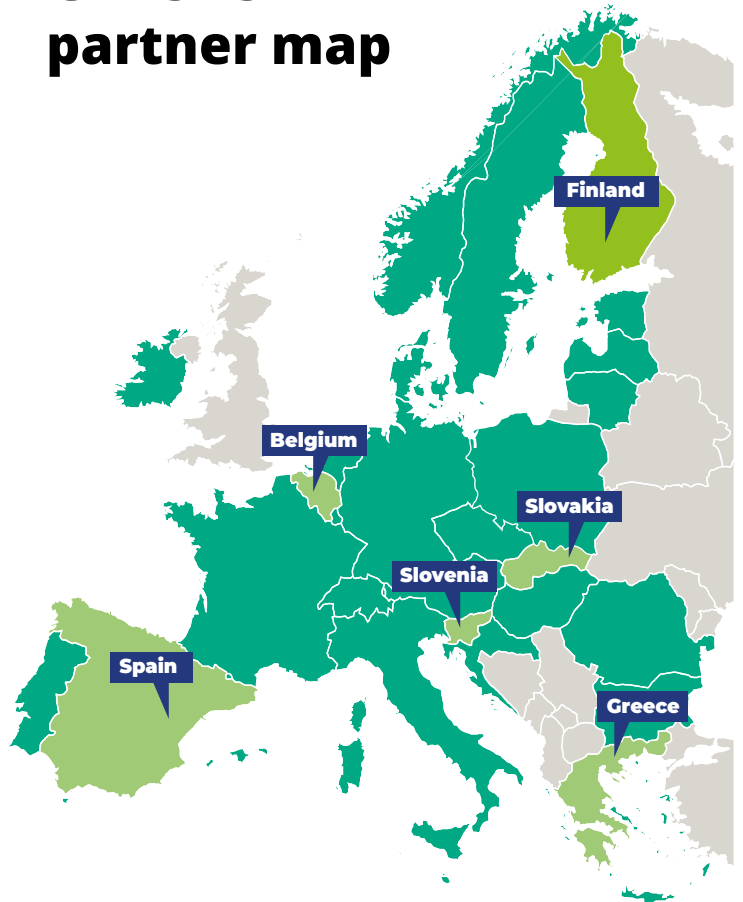 partner map
Finland
Belgium
Slovakia
Slovenia
Spain
Greece